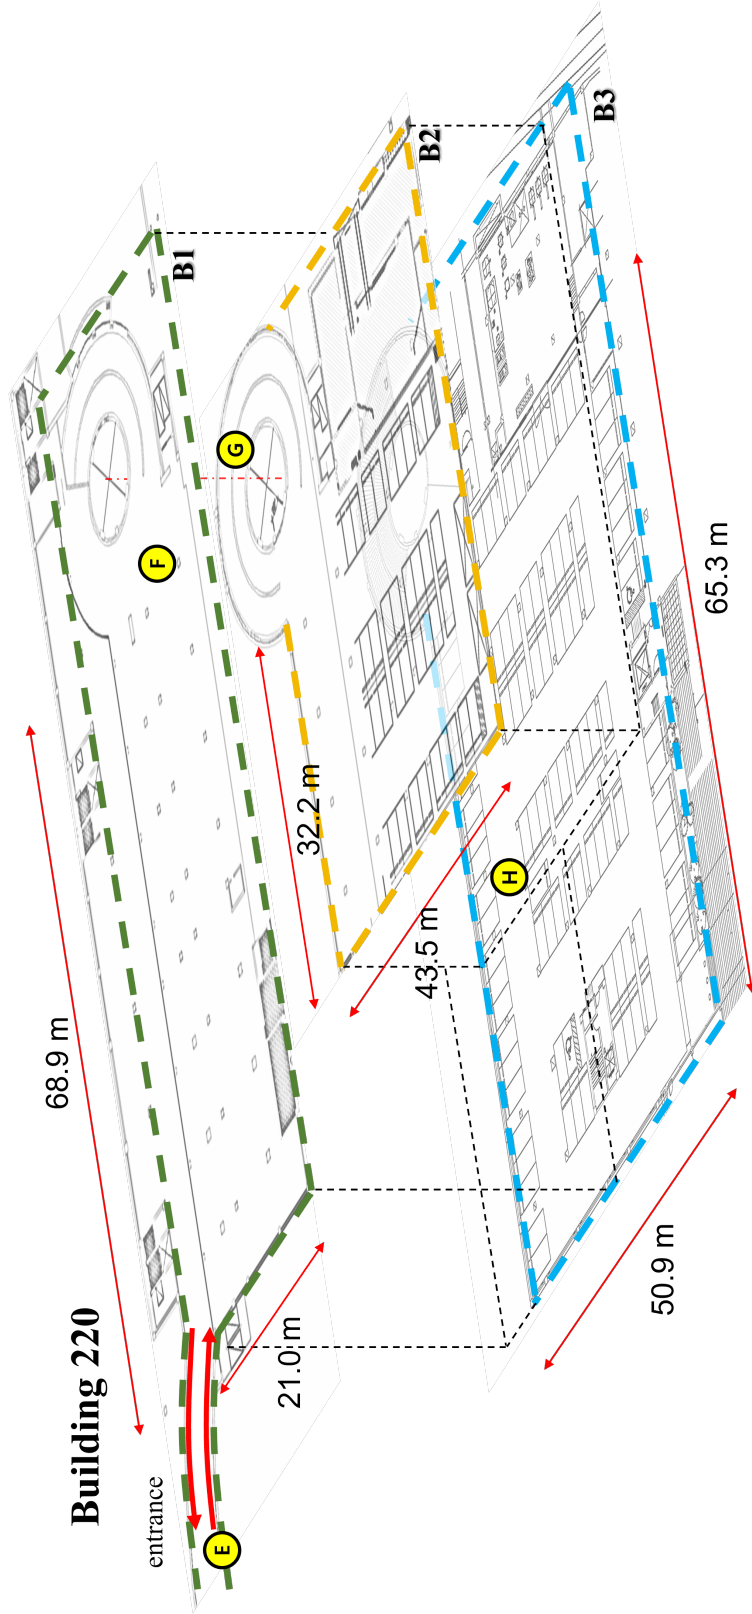 Building 220
entrance
68.9 m
21.0 m
32.2 m
43.5 m
50.9 m
65.3 m
B1
B2
B3
E
F
G
H